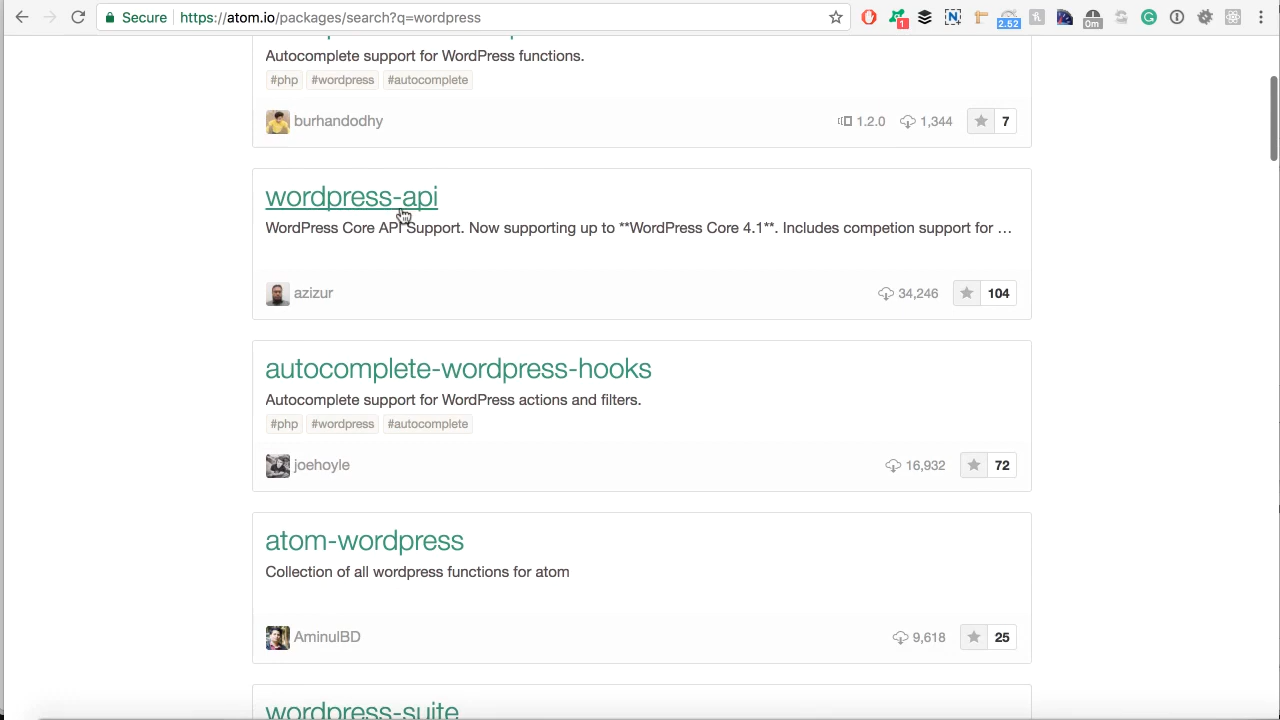 Secure
https://atom.io/packages/search?q=wordpress
1
2.52
0m
Autocomplete support for WordPress functions.
#php #wordpress #autocomplete
burhandodhy
1.2.0 1,344 7
wordpress-api
WordPress Core API Support. Now supporting up to **WordPress Core 4.1**. Includes competion support for …
azizur
34,246 104
autocomplete-wordpress-hooks
Autocomplete support for WordPress actions and filters.
#php #wordpress #autocomplete
joehoyle
16,932 72
atom-wordpress
Collection of all wordpress functions for atom
AminulBD
9,618 25
wordpress-suite